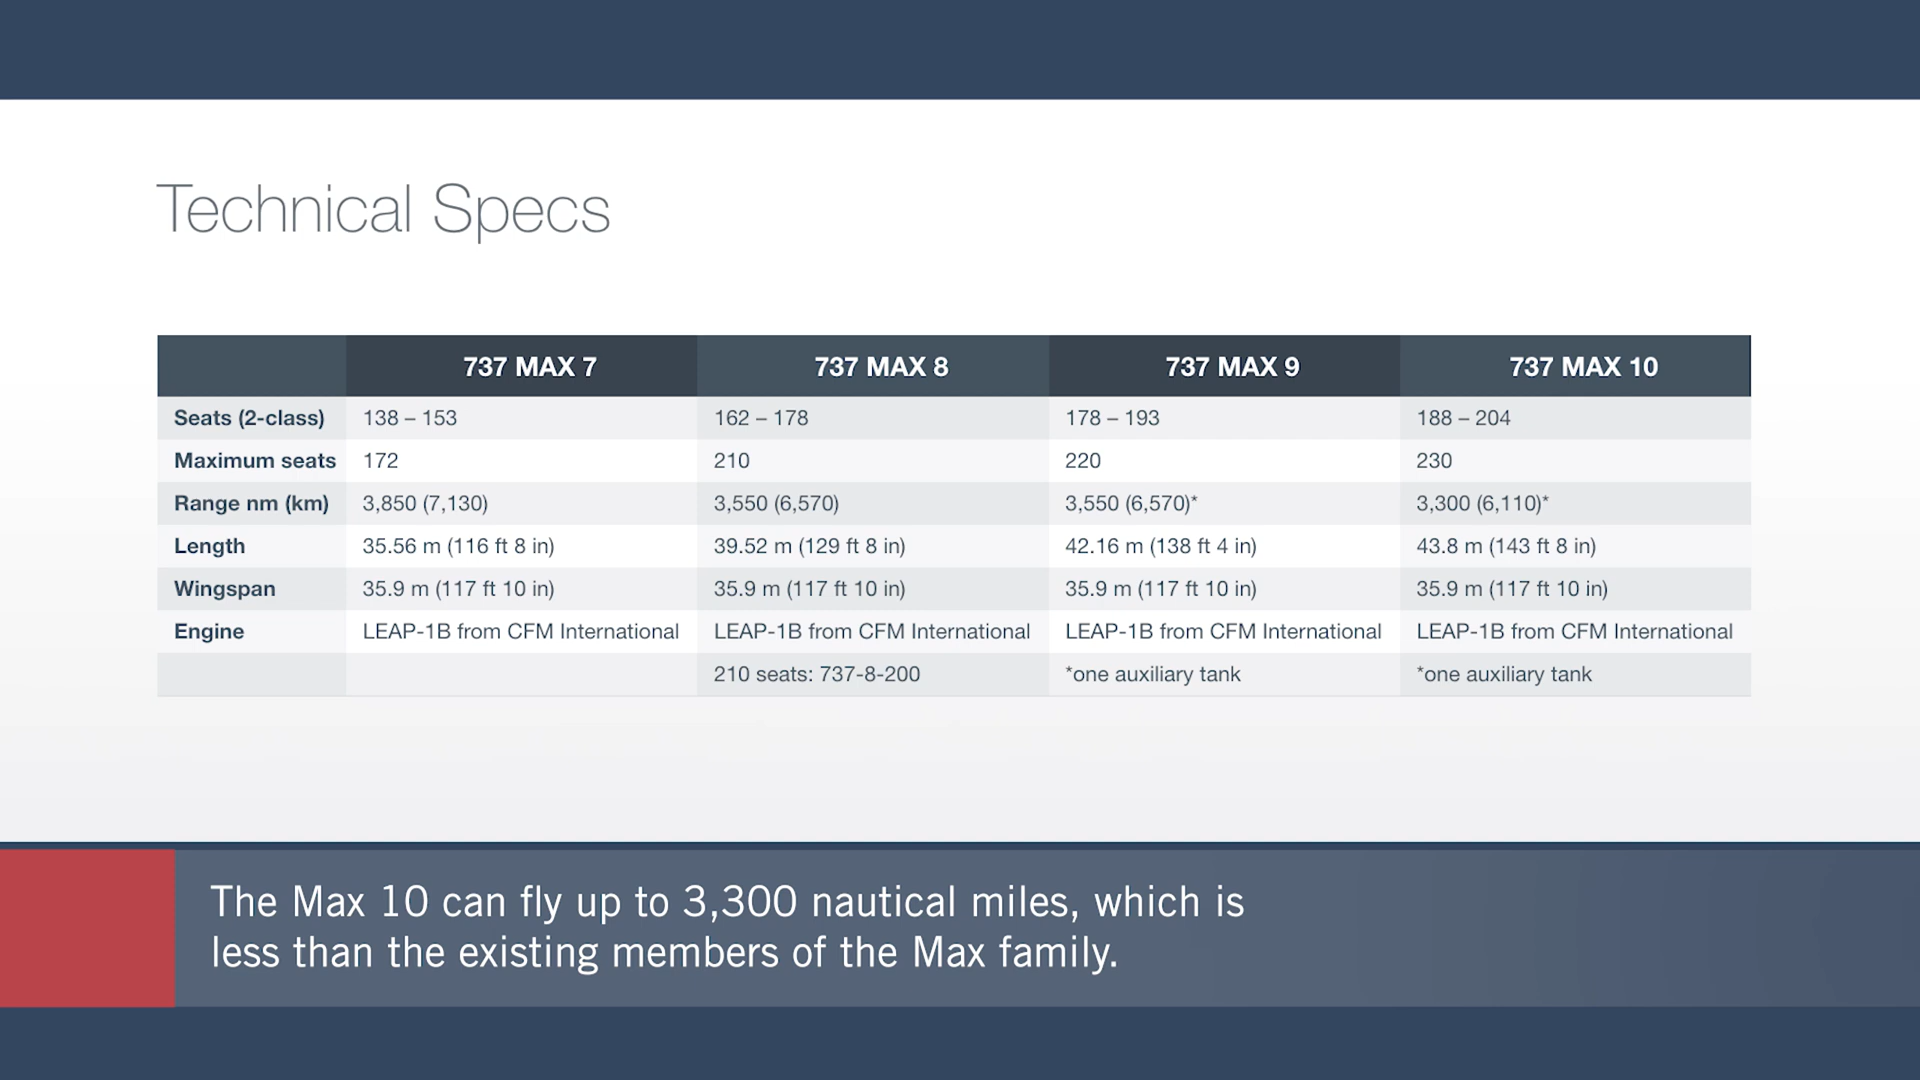 Technical Specs
737 MAX 7 737 MAX 8 737 MAX 9 737 MAX 10
Seats (2-class) 138 – 153 162 – 178 178 – 193 188 – 204
Maximum seats 172 210 220 230
Range nm (km) 3,850 (7,130) 3,550 (6,570) 3,550 (6,570)* 3,300 (6,110)*
Length 35.56 m (116 ft 8 in) 39.52 m (129 ft 8 in) 42.16 m (138 ft 4 in) 43.8 m (143 ft 8 in)
Wingspan 35.9 m (117 ft 10 in) 35.9 m (117 ft 10 in) 35.9 m (117 ft 10 in) 35.9 m (117 ft 10 in)
Engine LEAP-1B from CFM International LEAP-1B from CFM International LEAP-1B from CFM International LEAP-1B from CFM International
210 seats: 737-8-200 *one auxiliary tank *one auxiliary tank
The Max 10 can fly up to 3,300 nautical miles, which is
less than the existing members of the Max family.